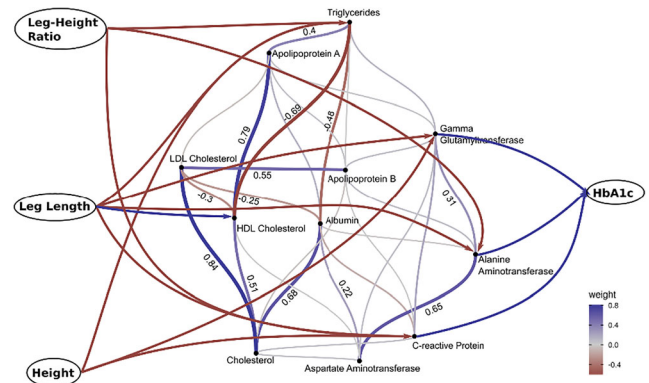 Triglycerides
Leg-Height
Ratio
0.4
Apolipoprotein A
-0.69
-0.48
0.79
Gamma
Glutamyltransferase
LDL Cholesterol
0.55
Apolipoprotein B
HbA1c
0.31
-0.3
-0.25
Leg Length
HDL Cholesterol
Albumin
Alanine
Aminotransferase
0.84
0.51
0.68
0.22
0.65
weight
0.8
0.4
0.0
-0.4
C-reactive Protein
Cholesterol
Aspartate Aminotransferase
Height